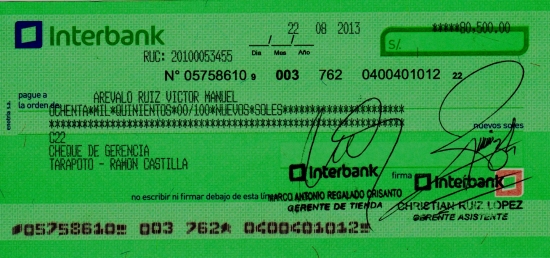 Interbank
22 08 2013
*****80,500.00***
S/.
RUC: 20100053455
Día Mes Año
N° 05758610 9 003 762 0400401012 22
páguese a
la orden de
AREVALO RUIZ VICTOR MANUEL
OCHENTA*MIL*QUINIENTOS*00/100*NUEVOS*SOLES
nuevos soles
C22
CHEQUE DE GERENCIA
TARAPOTO - RAMON CASTILLA
Interbank firma Interbank
no escribir ni firmar debajo de esta línea
MARCO ANTONIO REGALADO CRISANTO
GERENTE DE TIENDA
CHRISTIAN RUIZ LOPEZ
GERENTE ASISTENTE
05758610 003 762 0400401012